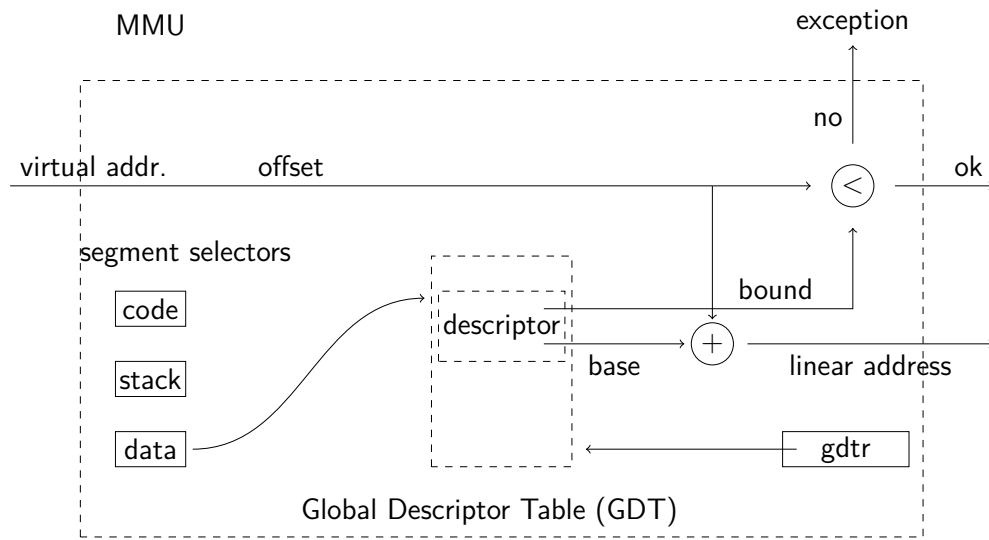 MMU
exception
no
virtual addr.
offset
<
ok
segment selectors
code
bound
descriptor
+
stack
base
linear address
data
gdtr
Global Descriptor Table (GDT)